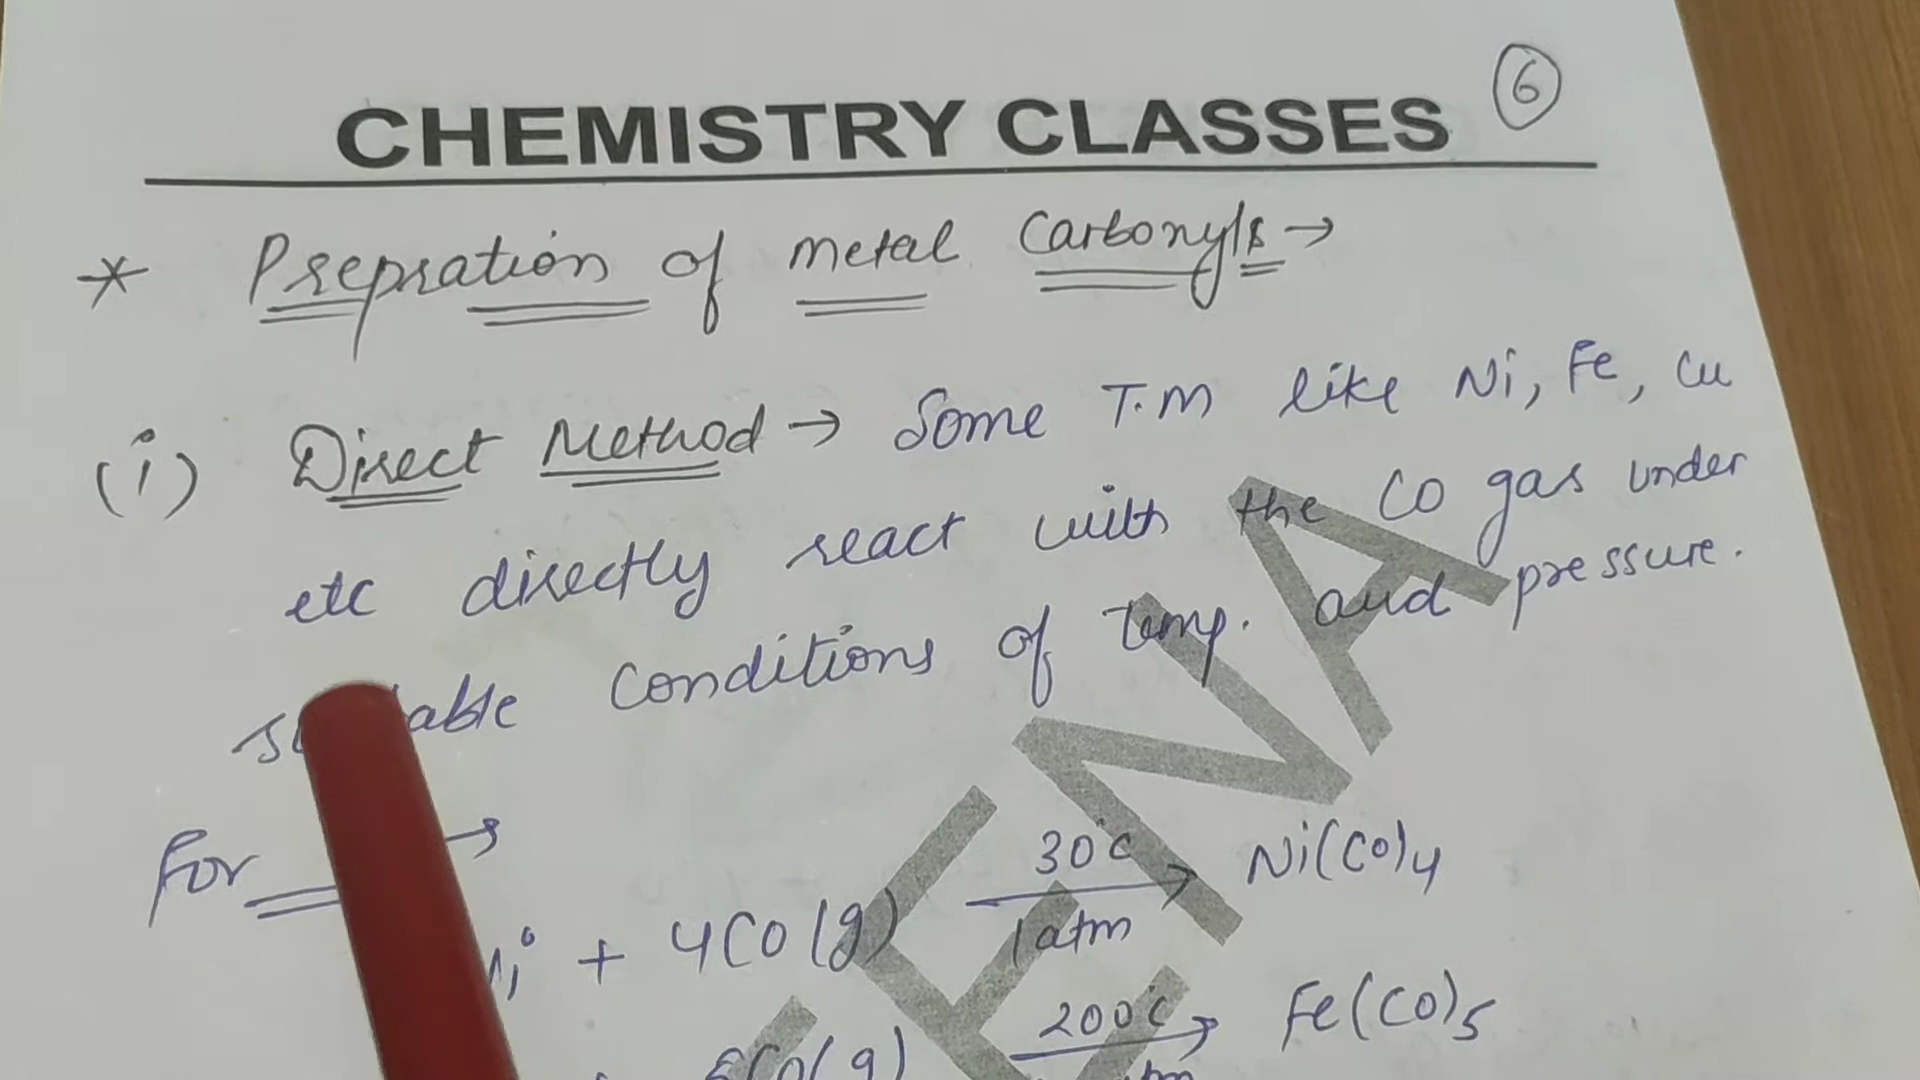 CHEMISTRY CLASSES 6
* Prepration of metal Carbonyls →
(i) Direct Method → Some T.M like Ni, Fe, Cu
etc directly react with the CO gas under
conditions of temp. and pressure.
For →
+ 4CO(g) 30°C 1atm → Ni(CO)4
CO(g) 200°C → Fe(CO)5
ENA